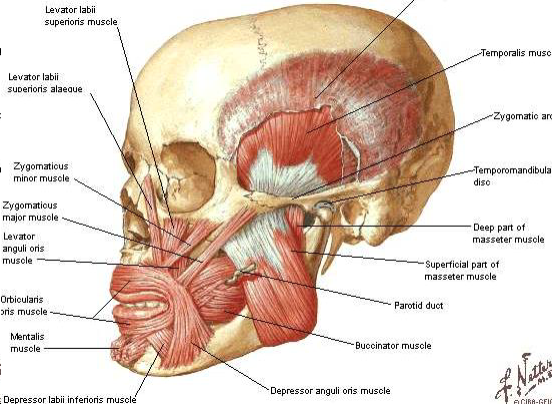 Levator labii
superioris muscle
Temporalis musc
Levator labii
superioris alaeque
Zygomatic arc
Zygomaticus
minor muscle
Temporomandibula
disc
Zygomaticus
major muscle
Deep part of
masseter muscle
Levator
anguli oris
muscle
Superficial part of
masseter muscle
Orbicularis
oris muscle
Parotid duct
Mentalis
muscle
Buccinator muscle
Depressor anguli oris muscle
Depressor labii inferioris muscle
F. Netter
M.D.